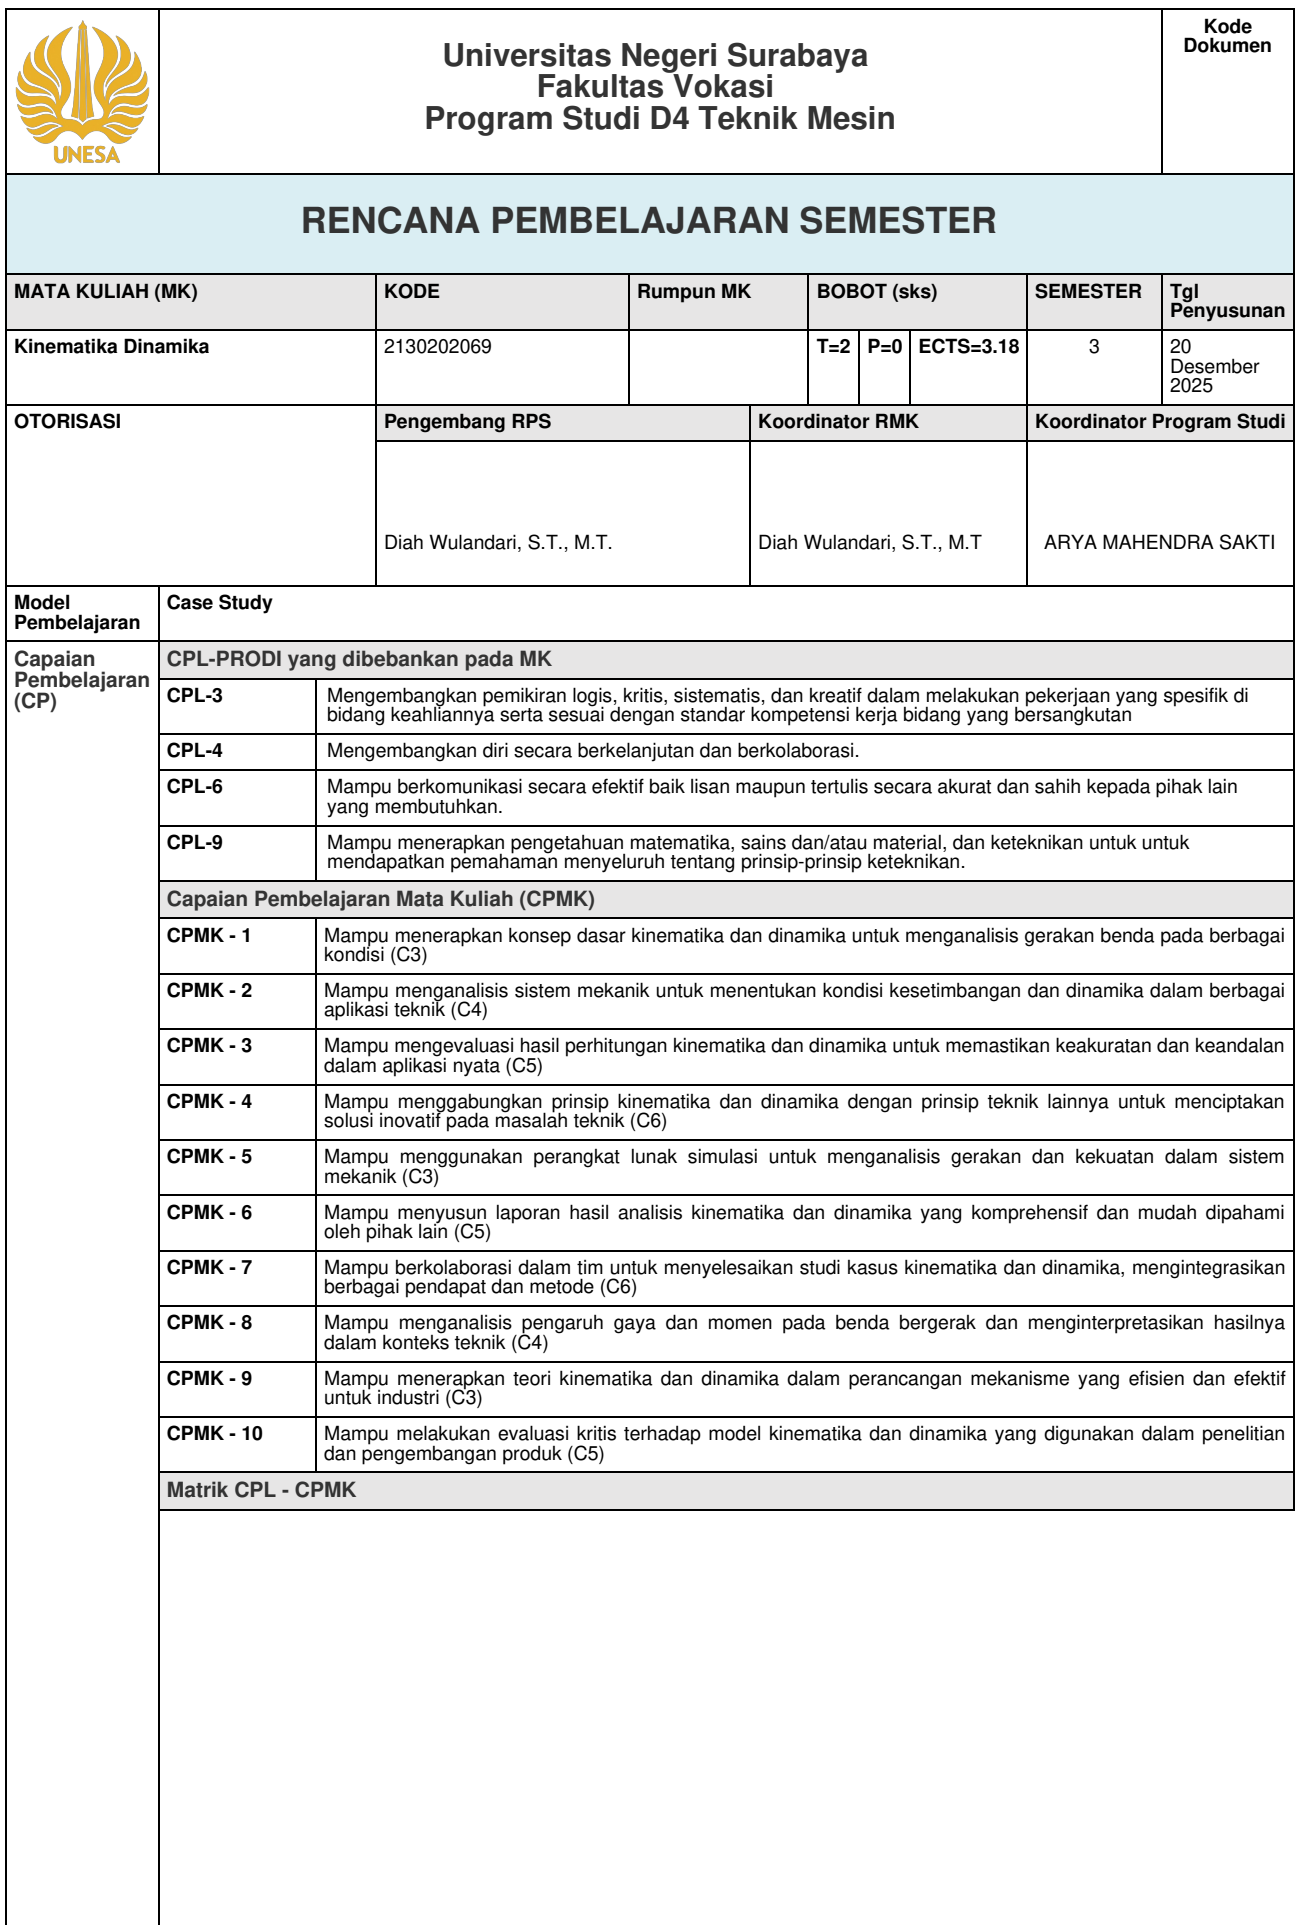 UNESA
Universitas Negeri Surabaya
Fakultas Vokasi
Program Studi D4 Teknik Mesin
Kode
Dokumen
RENCANA PEMBELAJARAN SEMESTER
MATA KULIAH (MK) KODE Rumpun MK BOBOT (sks) SEMESTER Tgl
Penyusunan
Kinematika Dinamika 2130202069 T=2 P=0 ECTS=3.18 3 20
Desember
2025
OTORISASI Pengembang RPS Koordinator RMK Koordinator Program Studi
Diah Wulandari, S.T., M.T. Diah Wulandari, S.T., M.T ARYA MAHENDRA SAKTI
Model
Pembelajaran
Case Study
Capaian
Pembelajaran
(CP)
CPL-PRODI yang dibebankan pada MK
CPL-3 Mengembangkan pemikiran logis, kritis, sistematis, dan kreatif dalam melakukan pekerjaan yang spesifik di
bidang keahliannya serta sesuai dengan standar kompetensi kerja bidang yang bersangkutan
CPL-4 Mengembangkan diri secara berkelanjutan dan berkolaborasi.
CPL-6 Mampu berkomunikasi secara efektif baik lisan maupun tertulis secara akurat dan sahih kepada pihak lain
yang membutuhkan.
CPL-9 Mampu menerapkan pengetahuan matematika, sains dan/atau material, dan keteknikan untuk untuk
mendapatkan pemahaman menyeluruh tentang prinsip-prinsip keteknikan.
Capaian Pembelajaran Mata Kuliah (CPMK)
CPMK - 1 Mampu menerapkan konsep dasar kinematika dan dinamika untuk menganalisis gerakan benda pada berbagai
kondisi (C3)
CPMK - 2 Mampu menganalisis sistem mekanik untuk menentukan kondisi kesetimbangan dan dinamika dalam berbagai
aplikasi teknik (C4)
CPMK - 3 Mampu mengevaluasi hasil perhitungan kinematika dan dinamika untuk memastikan keakuratan dan keandalan
dalam aplikasi nyata (C5)
CPMK - 4 Mampu menggabungkan prinsip kinematika dan dinamika dengan prinsip teknik lainnya untuk menciptakan
solusi inovatif pada masalah teknik (C6)
CPMK - 5 Mampu menggunakan perangkat lunak simulasi untuk menganalisis gerakan dan kekuatan dalam sistem
mekanik (C3)
CPMK - 6 Mampu menyusun laporan hasil analisis kinematika dan dinamika yang komprehensif dan mudah dipahami
oleh pihak lain (C5)
CPMK - 7 Mampu berkolaborasi dalam tim untuk menyelesaikan studi kasus kinematika dan dinamika, mengintegrasikan
berbagai pendapat dan metode (C6)
CPMK - 8 Mampu menganalisis pengaruh gaya dan momen pada benda bergerak dan menginterpretasikan hasilnya
dalam konteks teknik (C4)
CPMK - 9 Mampu menerapkan teori kinematika dan dinamika dalam perancangan mekanisme yang efisien dan efektif
untuk industri (C3)
CPMK - 10 Mampu melakukan evaluasi kritis terhadap model kinematika dan dinamika yang digunakan dalam penelitian
dan pengembangan produk (C5)
Matrik CPL - CPMK